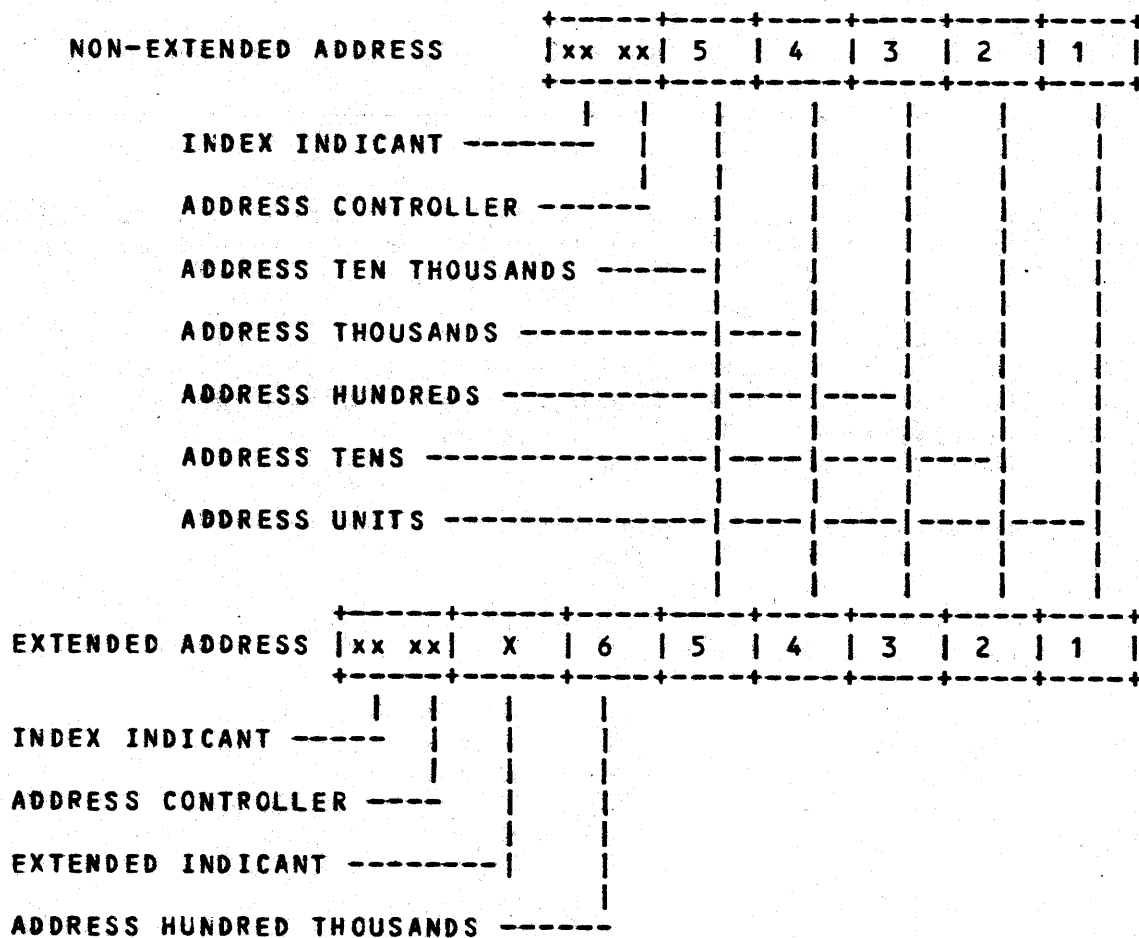 NON-EXTENDED ADDRESS |xx xx| 5 | 4 | 3 | 2 | 1 |
INDEX INDICANT
ADDRESS CONTROLLER
ADDRESS TEN THOUSANDS
ADDRESS THOUSANDS
ADDRESS HUNDREDS
ADDRESS TENS
ADDRESS UNITS
EXTENDED ADDRESS |xx xx| X | 6 | 5 | 4 | 3 | 2 | 1 |
INDEX INDICANT
ADDRESS CONTROLLER
EXTENDED INDICANT
ADDRESS HUNDRED THOUSANDS